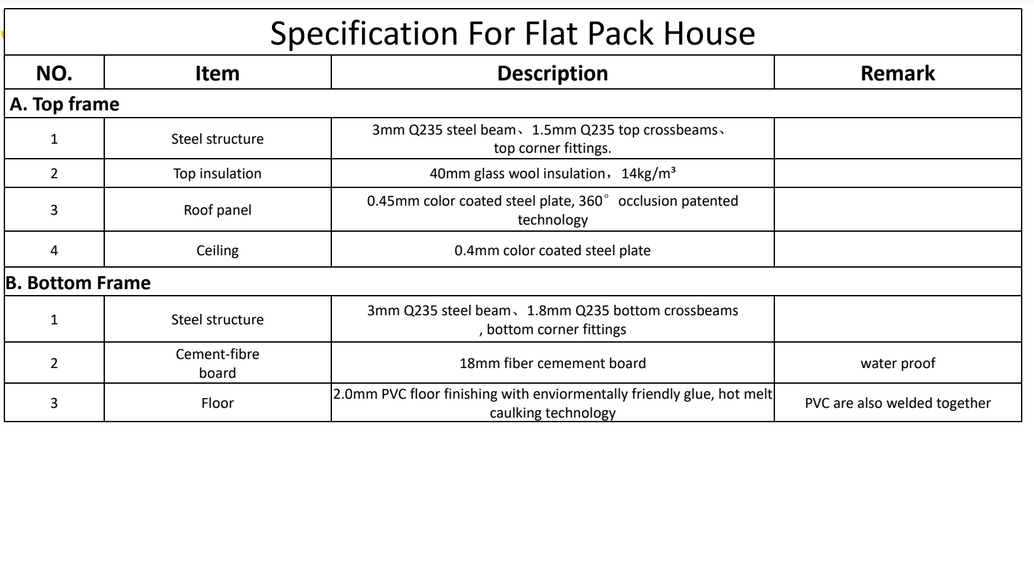 Specification For Flat Pack House
NO. Item Description Remark
A. Top frame
1 Steel structure 3mm Q235 steel beam、1.5mm Q235 top crossbeams、
top corner fittings.
2 Top insulation 40mm glass wool insulation，14kg/m³
3 Roof panel 0.45mm color coated steel plate, 360° occlusion patented
technology
4 Ceiling 0.4mm color coated steel plate
B. Bottom Frame
1 Steel structure 3mm Q235 steel beam、1.8mm Q235 bottom crossbeams
, bottom corner fittings
2 Cement-fibre
board 18mm fiber cemement board water proof
3 Floor 2.0mm PVC floor finishing with enviormentally friendly glue, hot melt
caulking technology PVC are also welded together